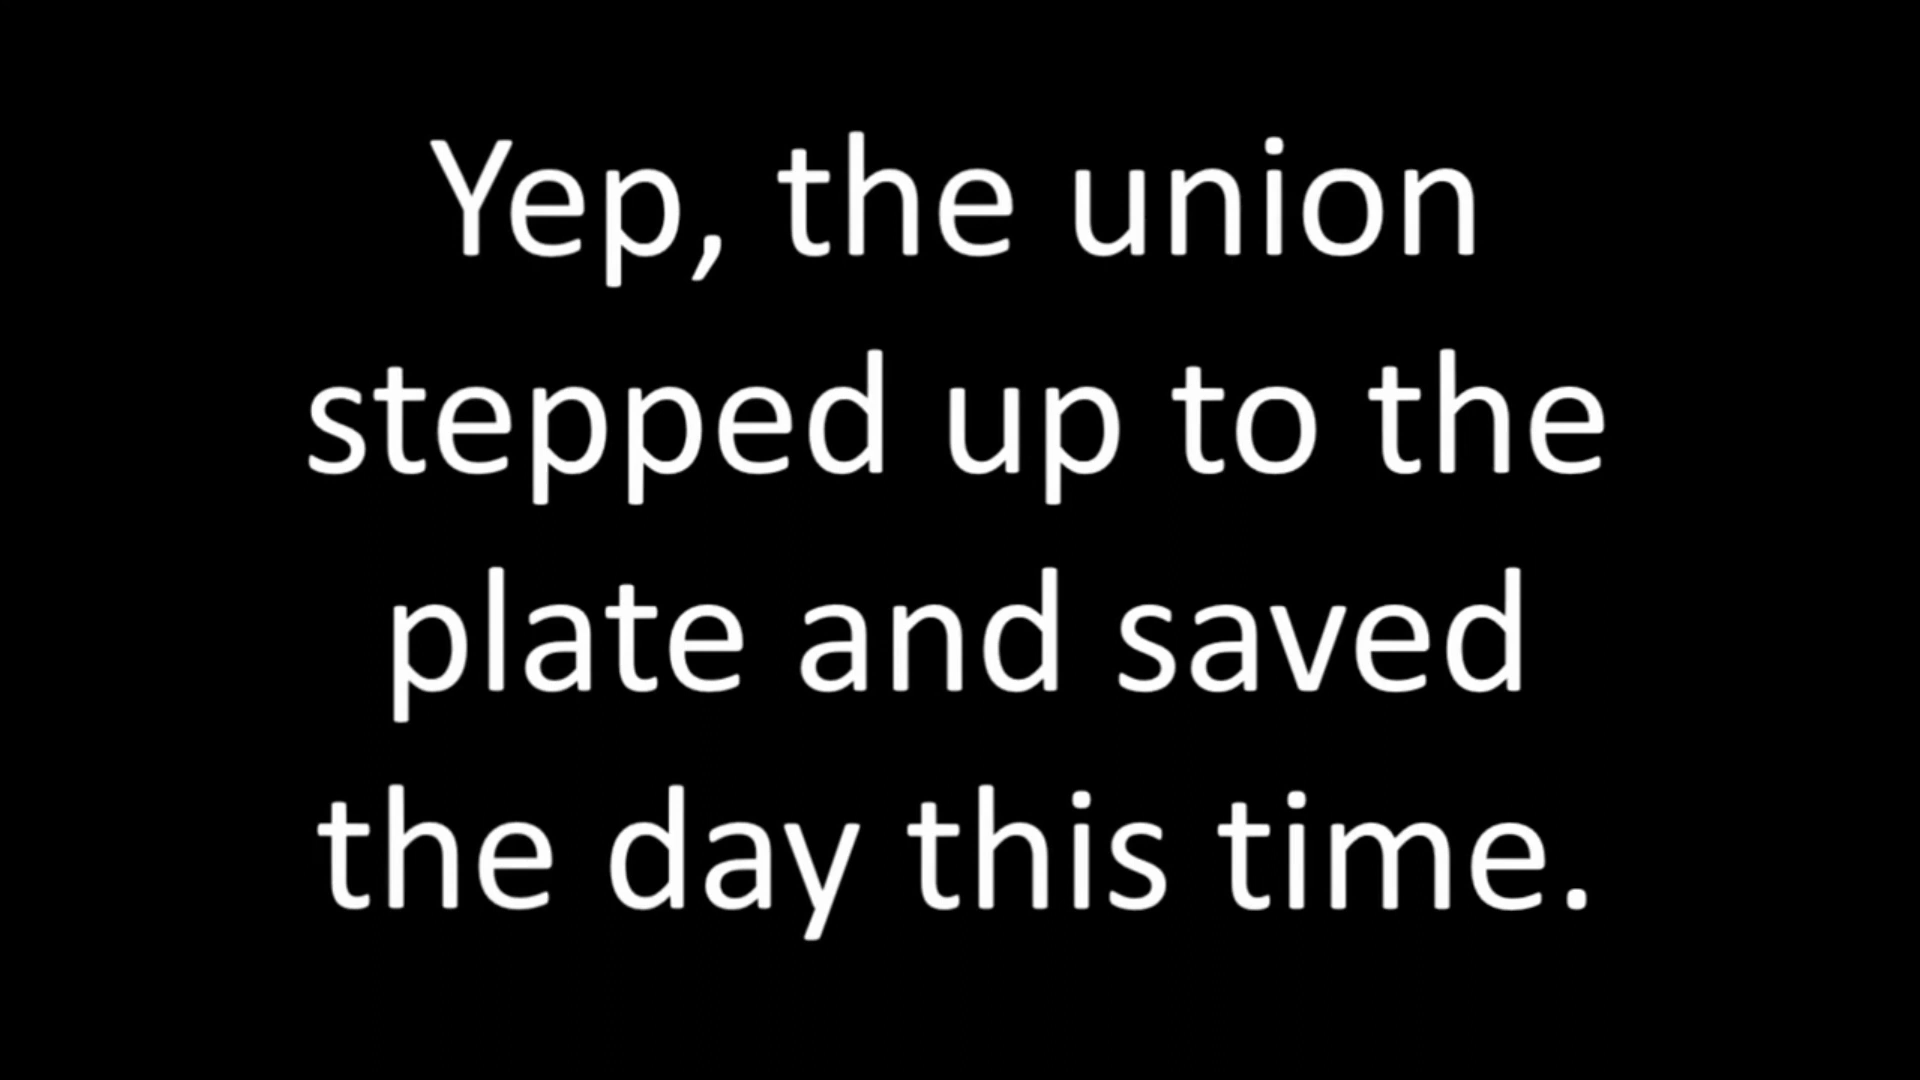 Yep, the union
stepped up to the
plate and saved
the day this time.